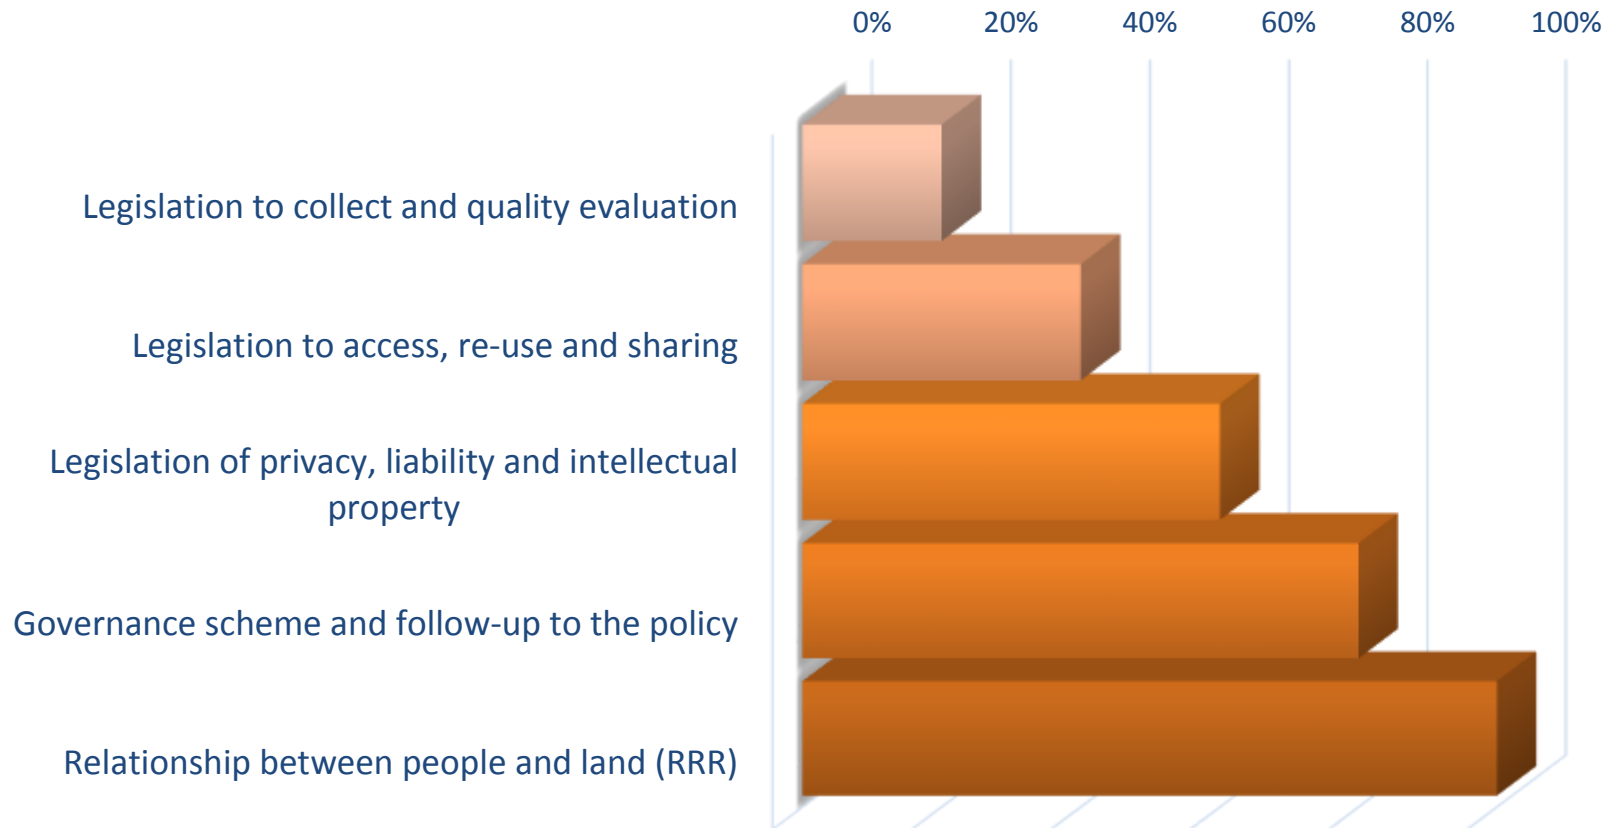 0% 20% 40% 60% 80% 100%
Legislation to collect and quality evaluation
Legislation to access, re-use and sharing
Legislation of privacy, liability and intellectual
property
Governance scheme and follow-up to the policy
Relationship between people and land (RRR)